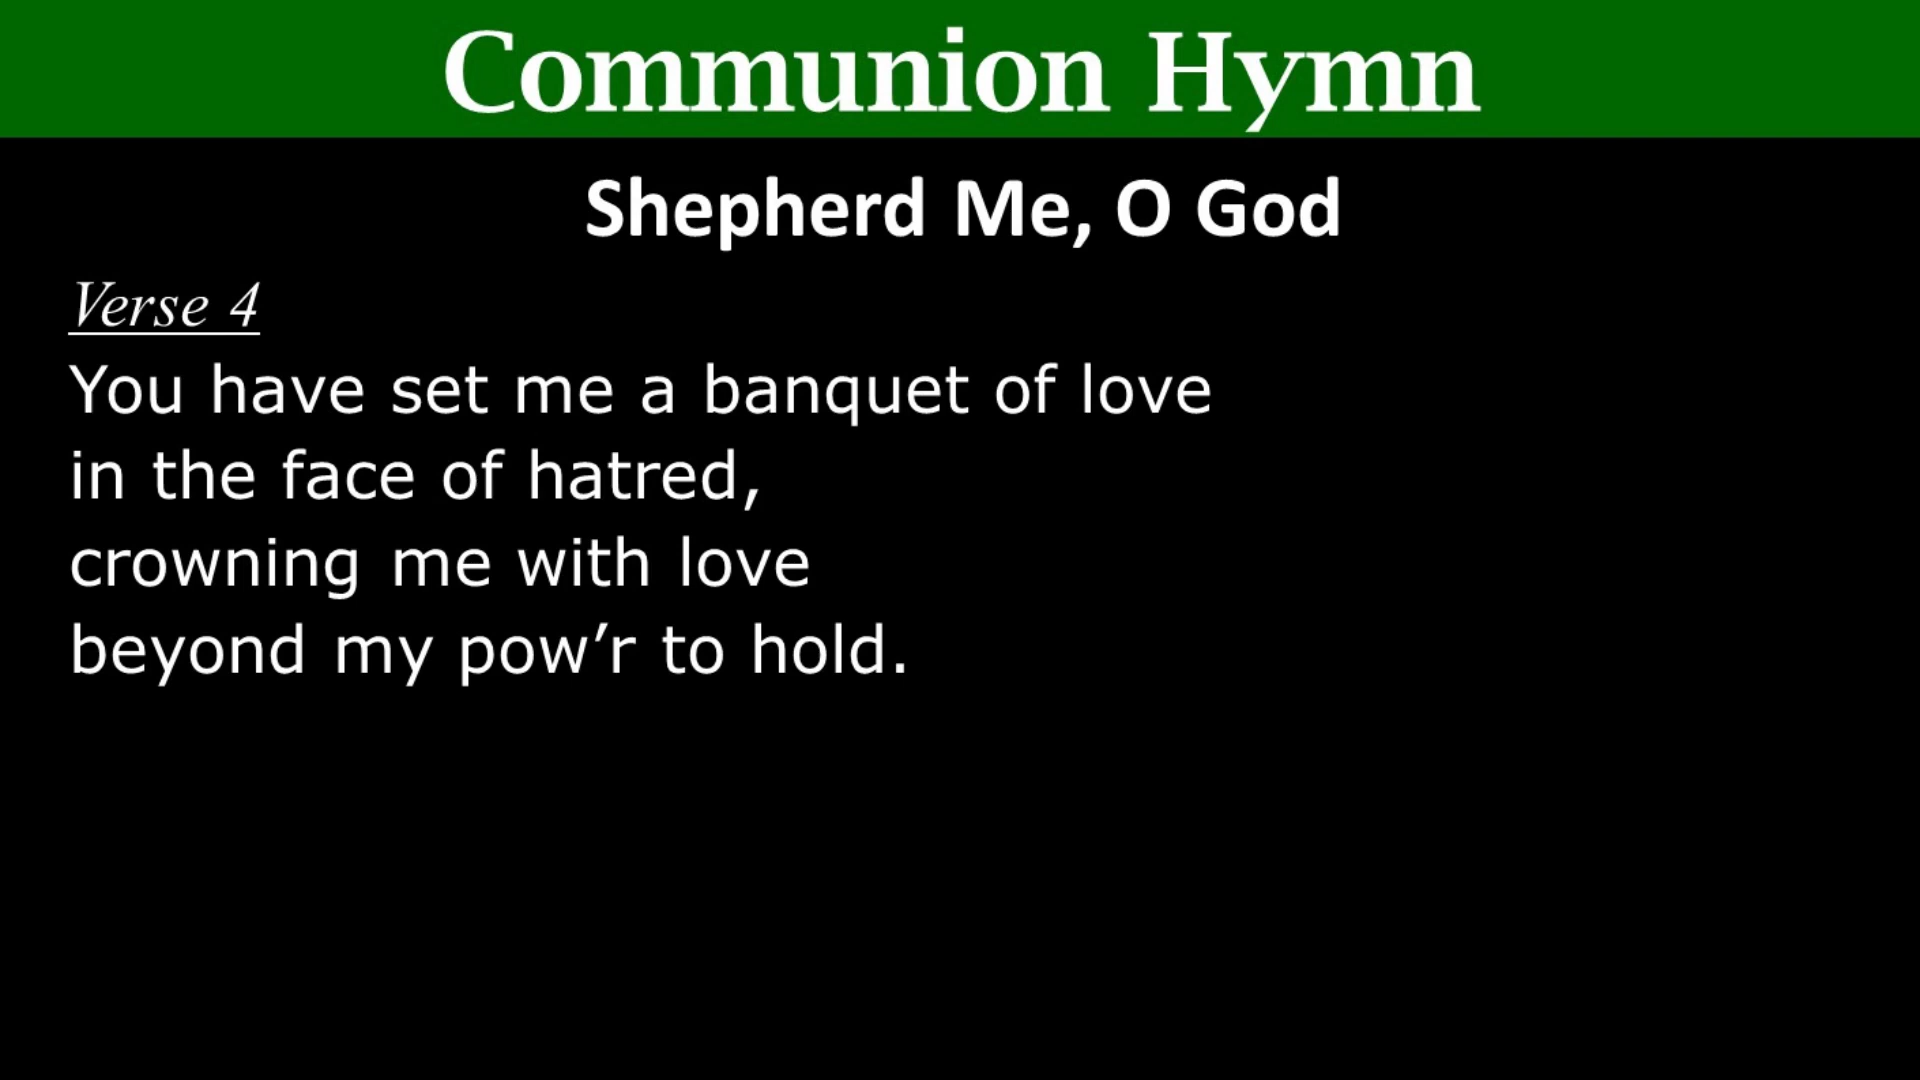 Communion Hymn
Shepherd Me, O God
Verse 4
You have set me a banquet of love
in the face of hatred,
crowning me with love
beyond my pow’r to hold.